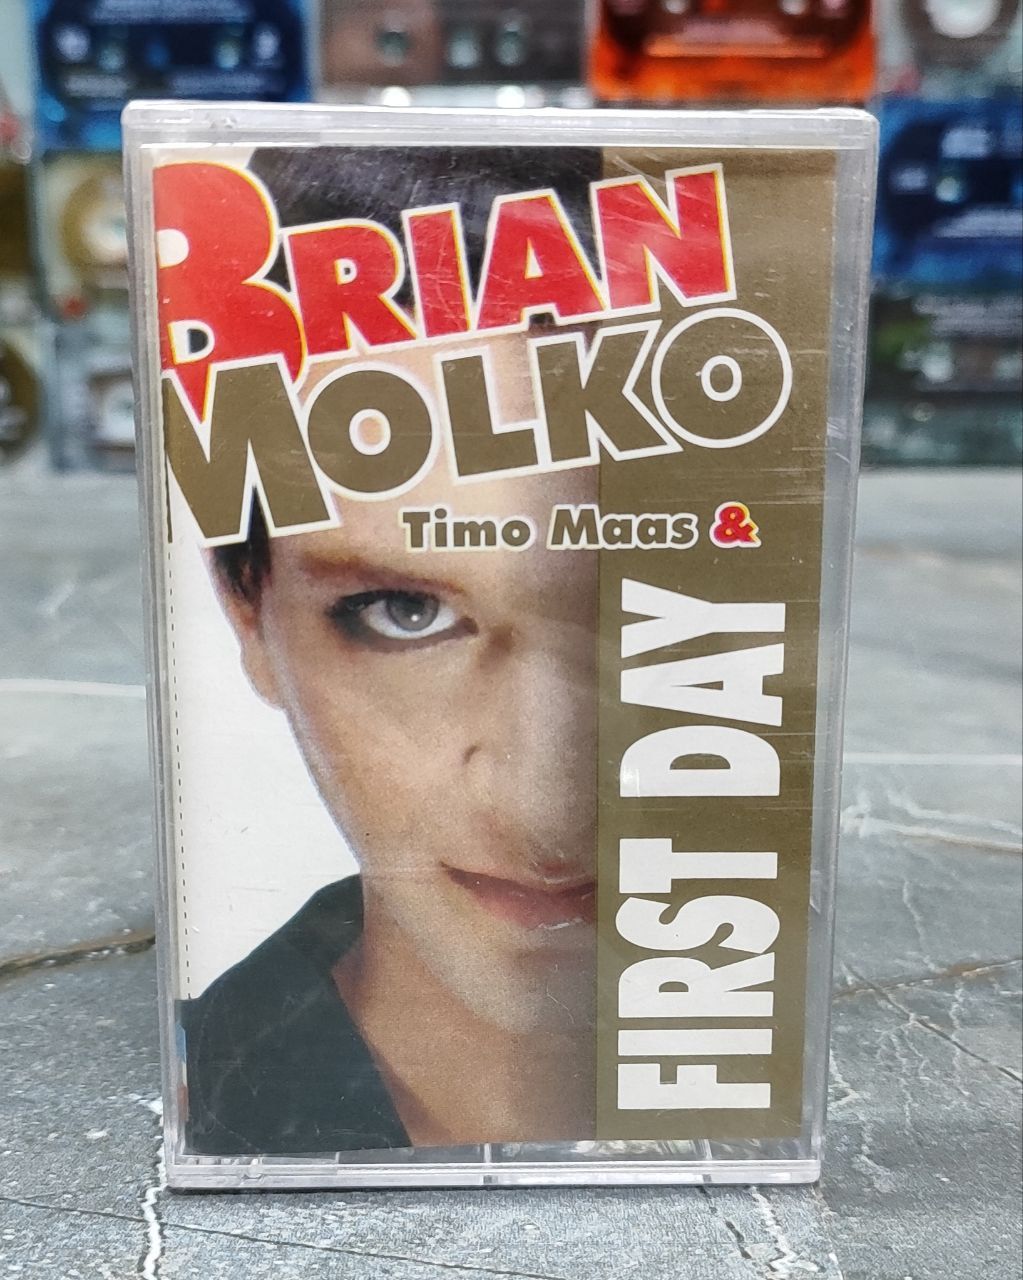 BRIAN
MOLKO
Timo Maas &
FIRST DAY